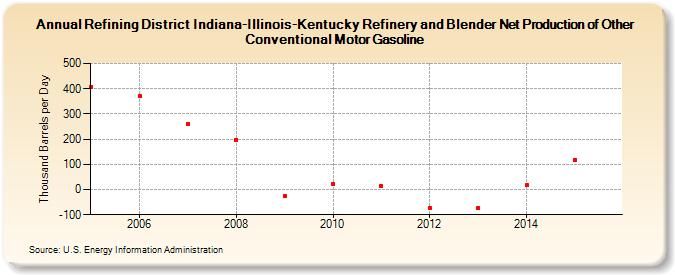 Annual Refining District Indiana-Illinois-Kentucky Refinery and Blender Net Production of Other
Conventional Motor Gasoline
Thousand Barrels per Day
500
400
300
200
100
0
-100
2006 2008 2010 2012 2014
Source: U.S. Energy Information Administration